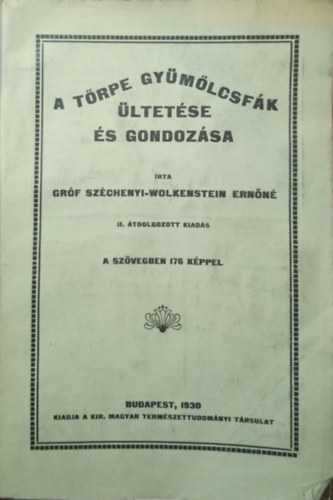 A TÖRPE GYÜMÖLCSFÁK
ÜLTETÉSE
ÉS GONDOZÁSA
ÍRTA
GRÓF SZÉCHENYI-WOLKENSTEIN ERNŐNÉ
II. ÁTDOLGOZOTT KIADÁS
A SZÖVEGBEN 176 KÉPPEL
BUDAPEST, 1930
KIADJA A KIR. MAGYAR TERMÉSZETTUDOMÁNYI TÁRSULAT